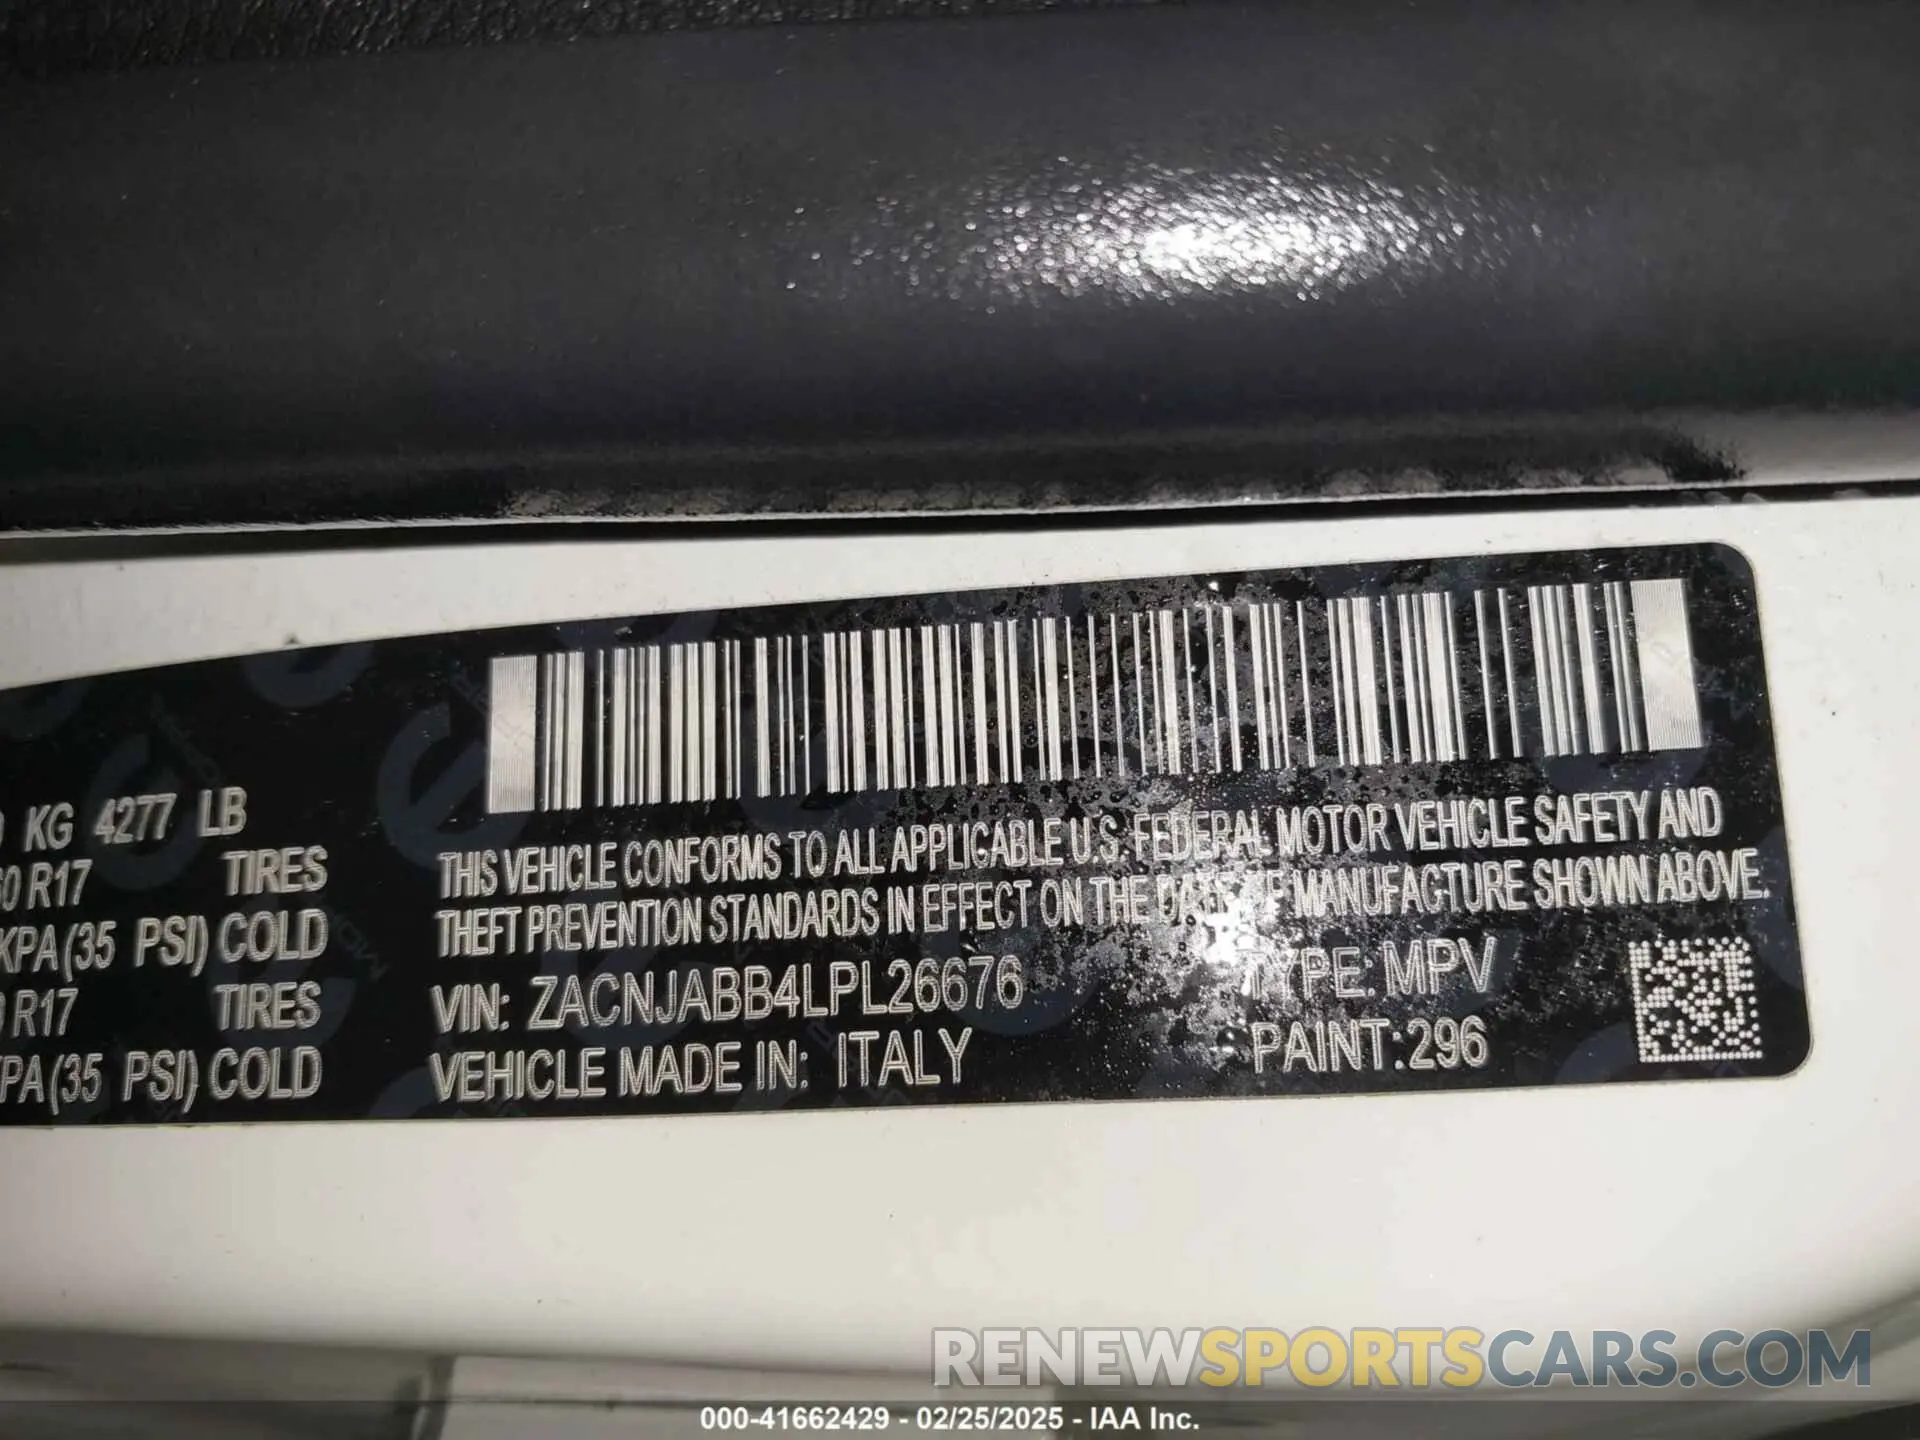 KG 4277 LB
R17 TIRES
KPA(35 PSI) COLD
R17 TIRES
(35 PSI) COLD
THIS VEHICLE CONFORMS TO ALL APPLICABLE U.S. FEDERAL MOTOR VEHICLE SAFETY AND
THEFT PREVENTION STANDARDS IN EFFECT ON THE DATE OF MANUFACTURE SHOWN ABOVE.
VIN: ZACNJABB4LPL26676 TYPE: MPV
VEHICLE MADE IN: ITALY PAINT:296
RENEWSPORTSCARS.COM
000-41662429 - 02/25/2025 - IAA Inc.